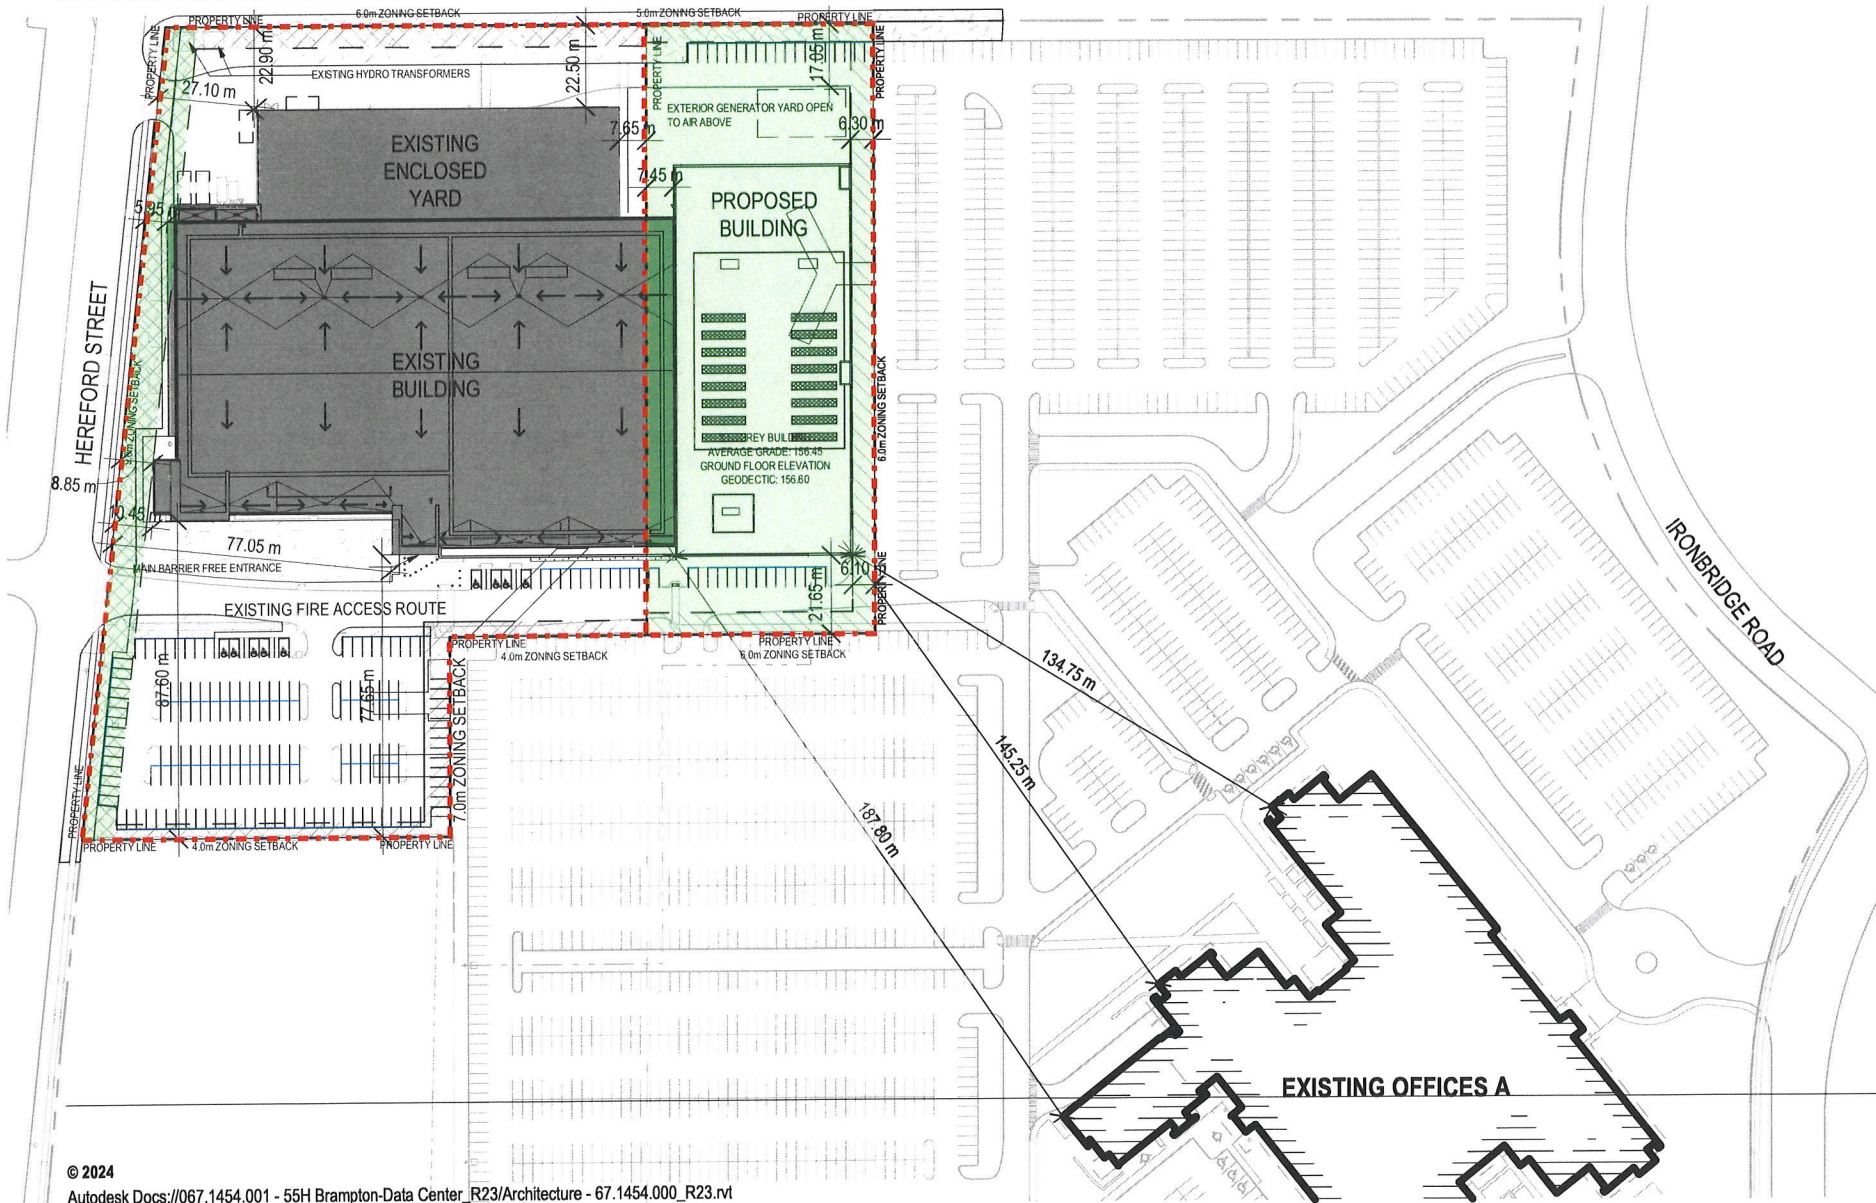 PROPERTY LINE
6.0m ZONING SETBACK
5.0m ZONING SETBACK
PROPERTY LINE
PROPERTY LINE
22.90 m
EXISTING HYDRO TRANSFORMERS
27.10 m
22.50 m
PROPERTY LINE
17.05 m
PROPERTY LINE
EXTERIOR GENERATOR YARD OPEN
TO AIR ABOVE
7.65 m
6.30 m
EXISTING
ENCLOSED
YARD
7.45 m
PROPOSED
BUILDING
5.95
HEREFORD STREET
ZONING SETBACK
EXISTING
BUILDING
6.0m ZONING SETBACK
AVERAGE GRADE: 156.45
GROUND FLOOR ELEVATION
GEODECTIC: 156.60
8.85 m
10.45
77.05 m
MAIN BARRIER FREE ENTRANCE
EXISTING FIRE ACCESS ROUTE
6.10
21.65 m
PROPERTY LINE
IRONBRIDGE ROAD
PROPERTY LINE
4.0m ZONING SETBACK
PROPERTY LINE
6.0m ZONING SETBACK
87.60 m
77.65 m
7.0m ZONING SETBACK
134.75 m
145.25 m
187.80 m
PROPERTY LINE
PROPERTY LINE
4.0m ZONING SETBACK
PROPERTY LINE
EXISTING OFFICES A
© 2024
Autodesk Docs://067.1454.001 - 55H Brampton-Data Center_R23/Architecture - 67.1454.000_R23.rvt